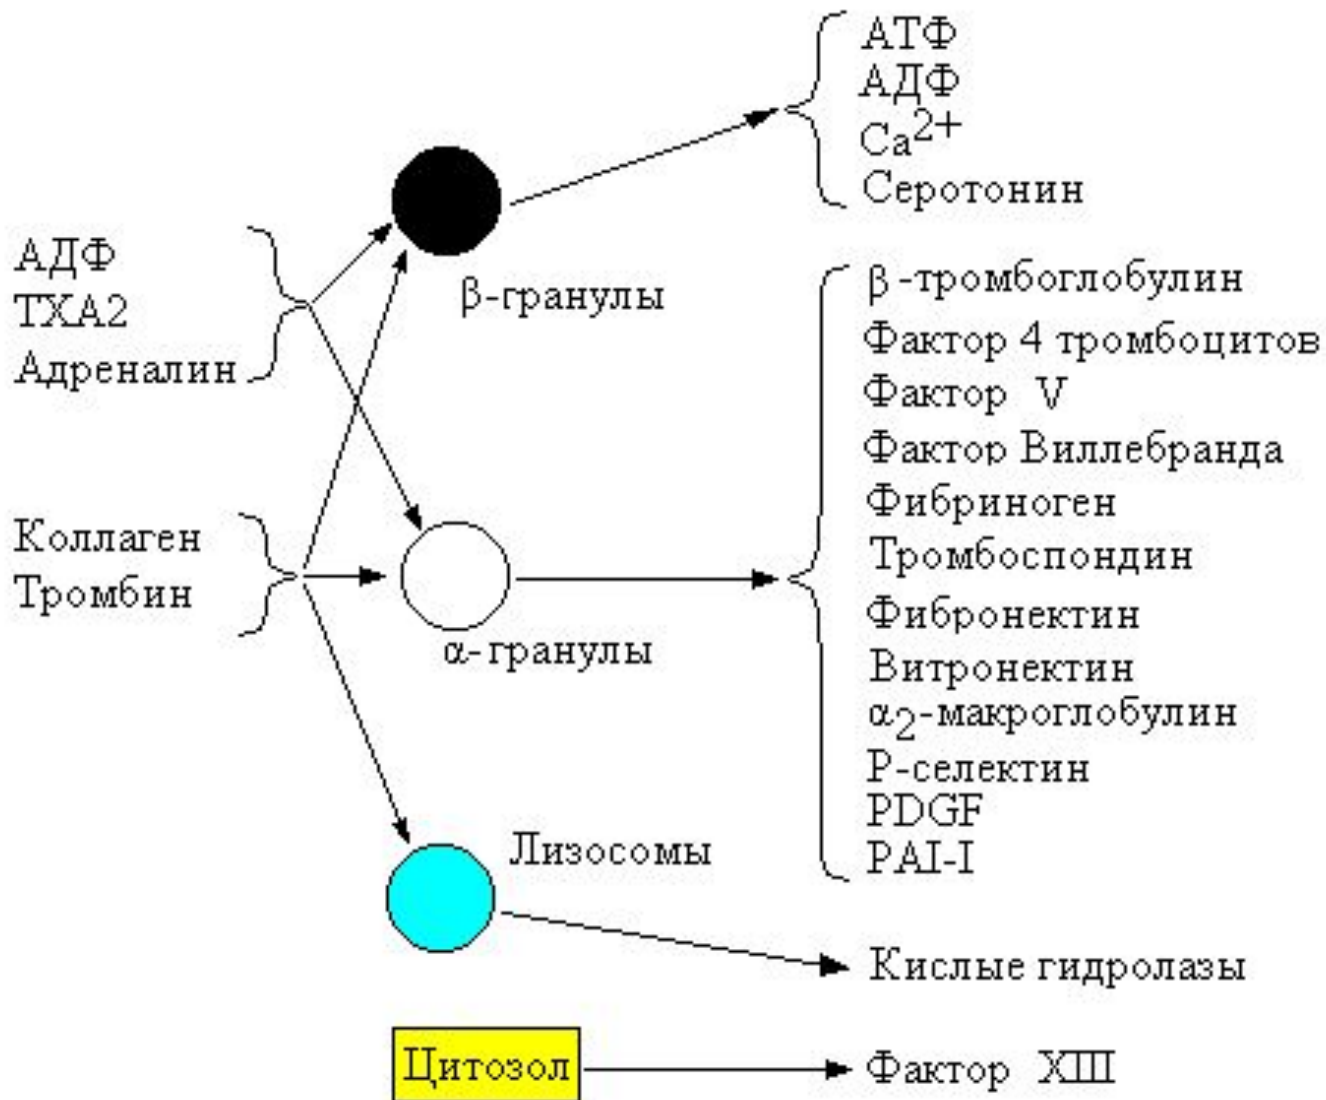 АДФ
ТХА2
Адреналин
Коллаген
Тромбин
β-гранулы
α-гранулы
Лизосомы
Цитозол
АТФ
АДФ
Ca²⁺
Серотонин
β-тромбоглобулин
Фактор 4 тромбоцитов
Фактор V
Фактор Виллебранда
Фибриноген
Тромбоспондин
Фибронектин
Витронектин
α₂-макроглобулин
Р-селектин
PDGF
PAI-I
Кислые гидролазы
Фактор XIII